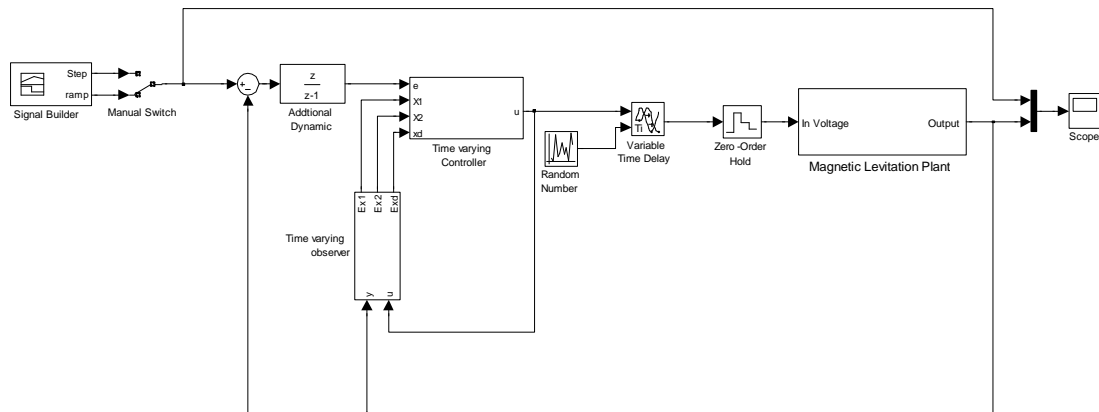 Step
ramp
Signal Builder
Manual Switch
+
−
z
z-1
Addtional
Dynamic
e
X1
X2
xd
u
Time varying
Controller
Ex1
Ex2
Exd
y
u
Time varying
observer
Random
Number
Ti
Variable
Time Delay
Zero -Order
Hold
In Voltage
Output
Magnetic Levitation Plant
Scope